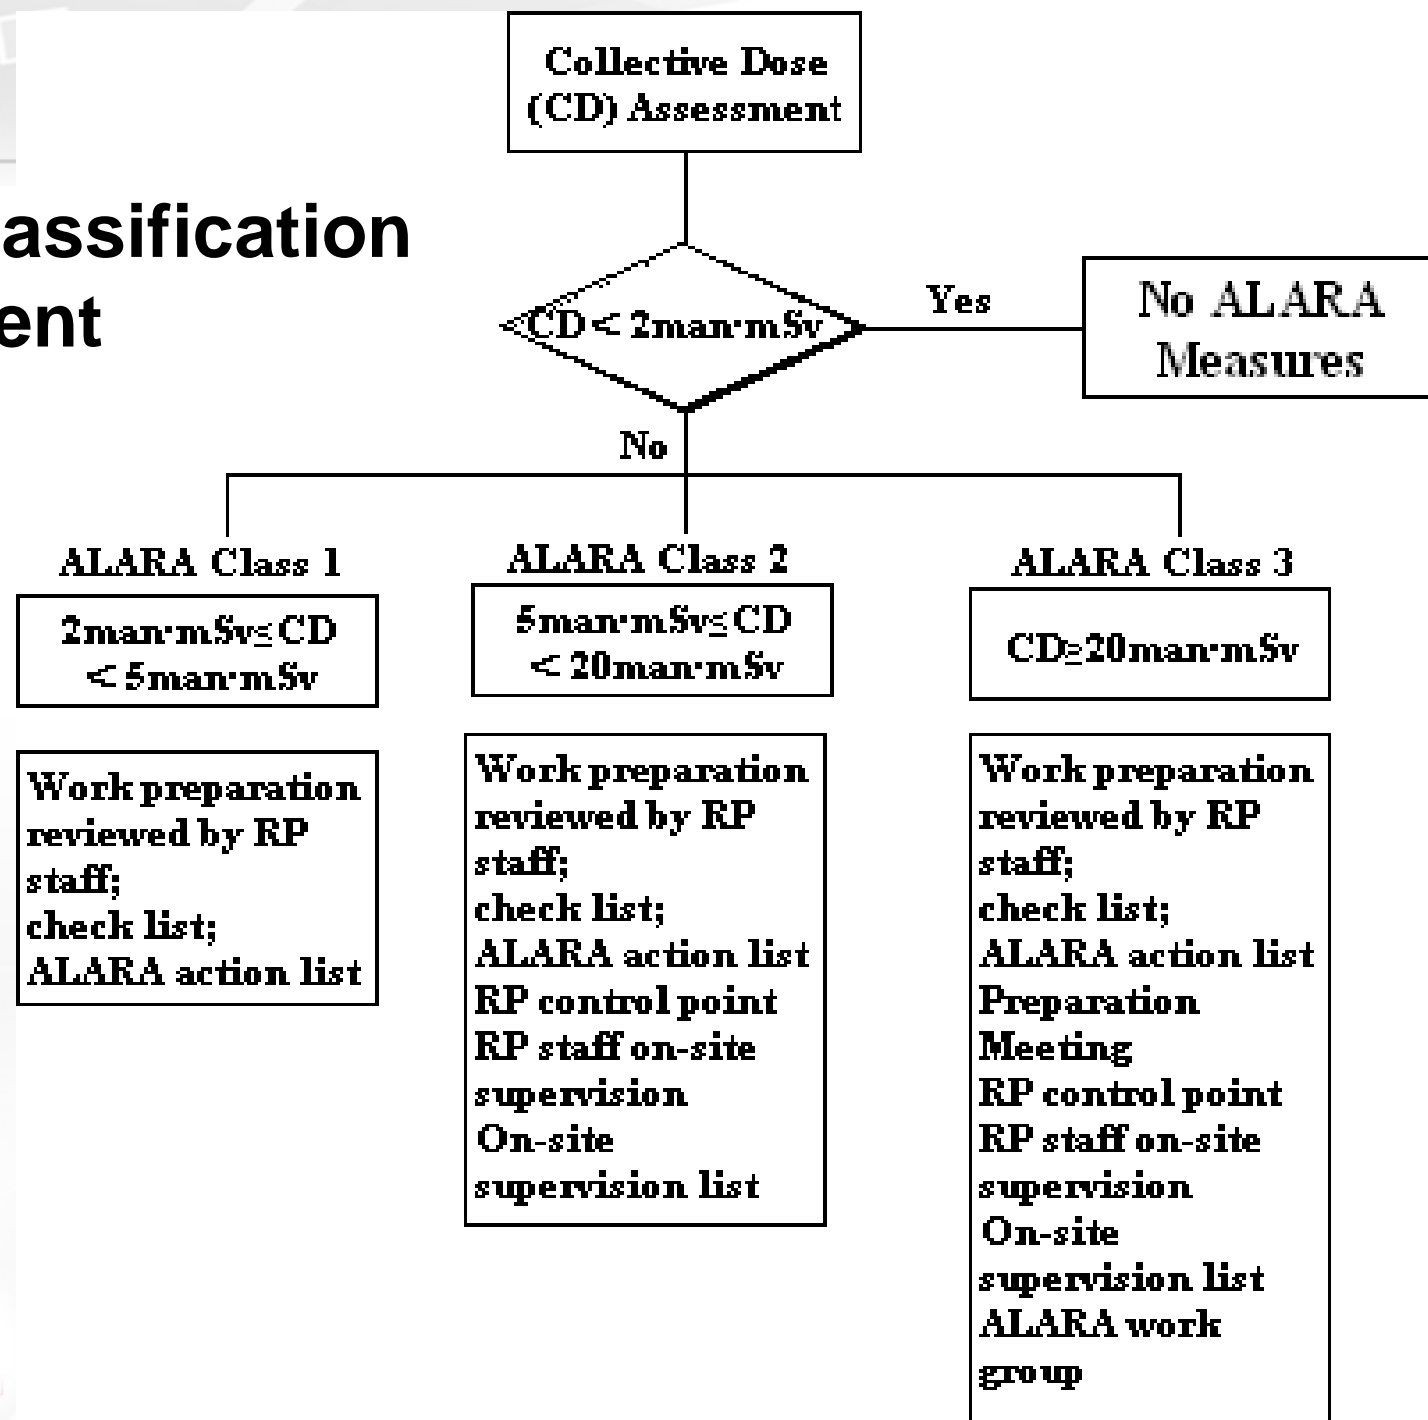 Collective Dose
(CD) Assessment
assification
ent
CD < 2man·mSv
Yes
No ALARA
Measures
No
ALARA Class 1
2man·mSv≤CD
< 5man·mSv
Work preparation
reviewed by RP
staff;
check list;
ALARA action list
ALARA Class 2
5man·mSv≤CD
< 20man·mSv
Work preparation
reviewed by RP
staff;
check list;
ALARA action list
RP control point
RP staff on-site
supervision
On-site
supervision list
ALARA Class 3
CD≥20man·mSv
Work preparation
reviewed by RP
staff;
check list;
ALARA action list
Preparation
Meeting
RP control point
RP staff on-site
supervision
On-site
supervision list
ALARA work
group